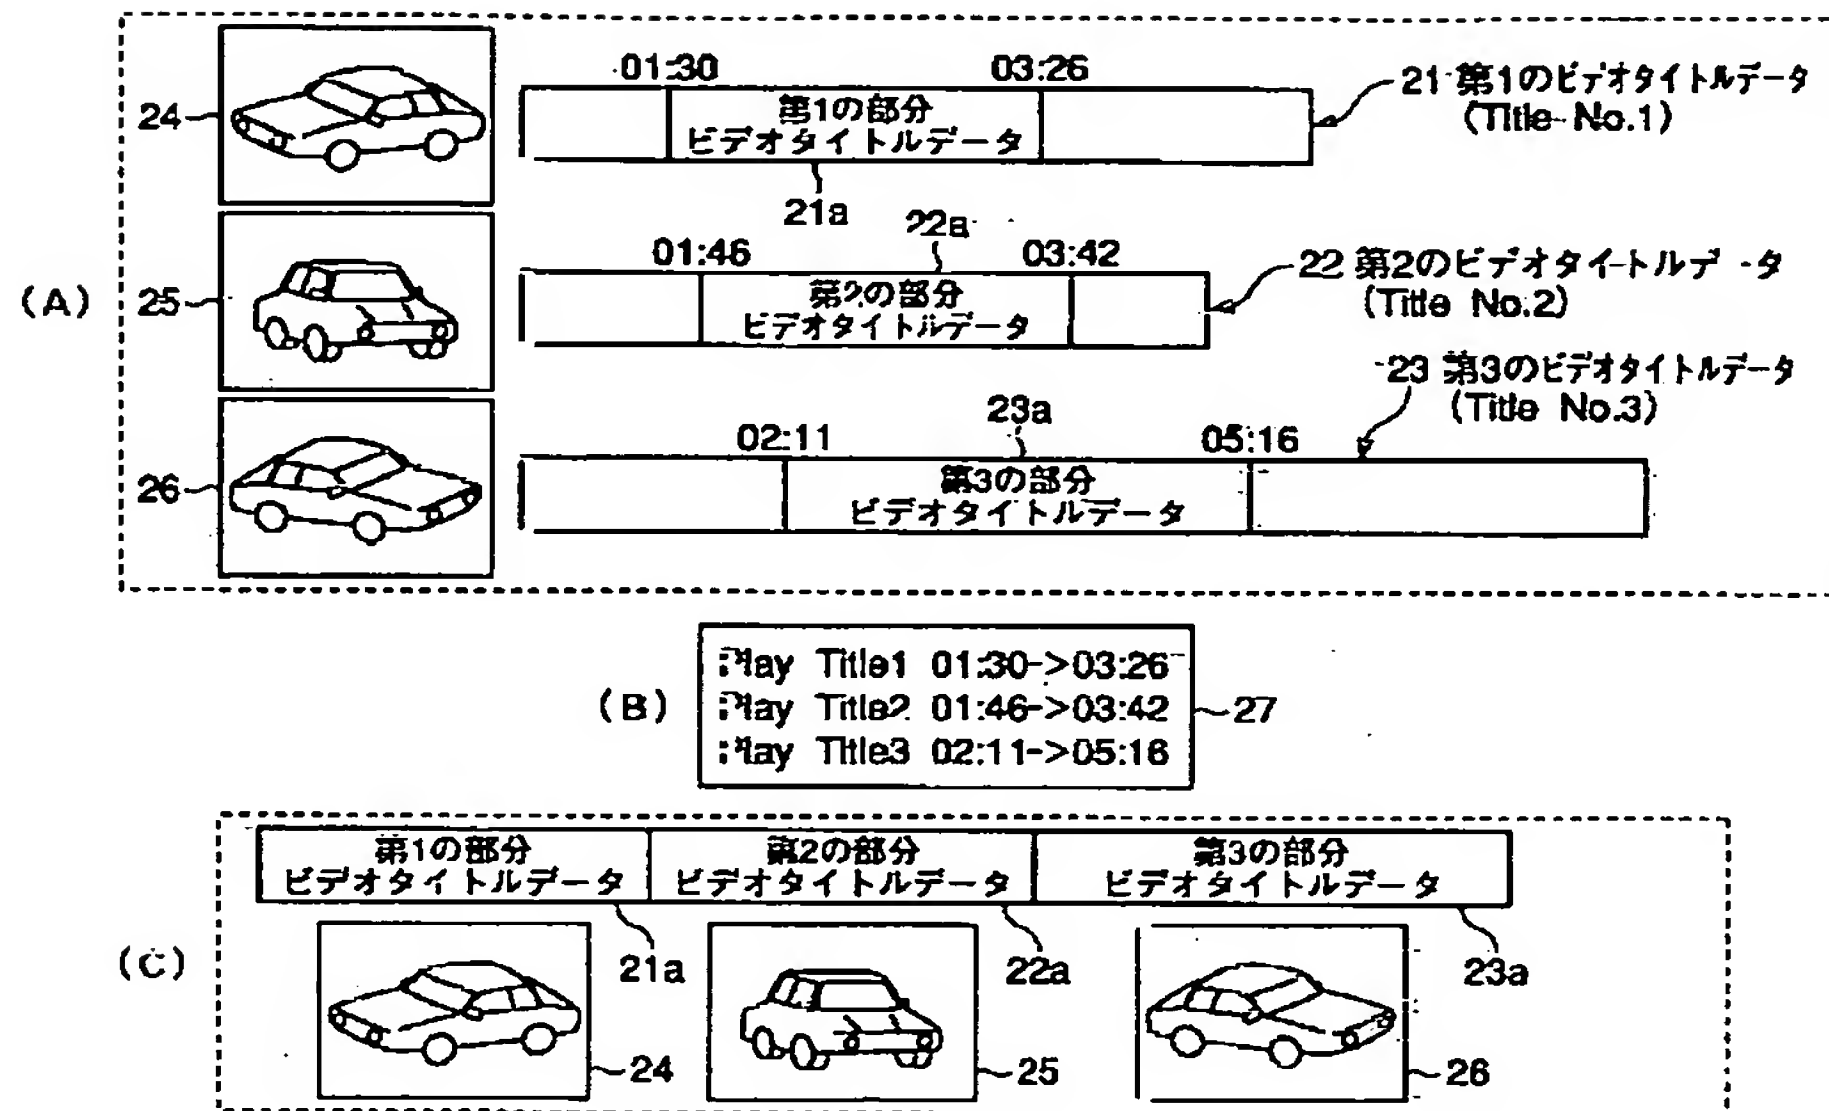 01:30 03:26
21 第1のビデオタイトルデータ
(Title No.1)
24
第1の部分
ビデオタイトルデータ
21a
22a
01:46 03:42
22 第2のビデオタイトルデータ
(Title No.2)
(A)
25
第2の部分
ビデオタイトルデータ
23 第3のビデオタイトルデータ
(Title No.3)
23a
02:11 05:16
26
第3の部分
ビデオタイトルデータ
Play Title1 01:30->03:26
(B)
Play Title2 01:46->03:42
27
Play Title3 02:11->05:16
第1の部分
ビデオタイトルデータ
第2の部分
ビデオタイトルデータ
第3の部分
ビデオタイトルデータ
(C)
21a 22a 23a
24 25 26